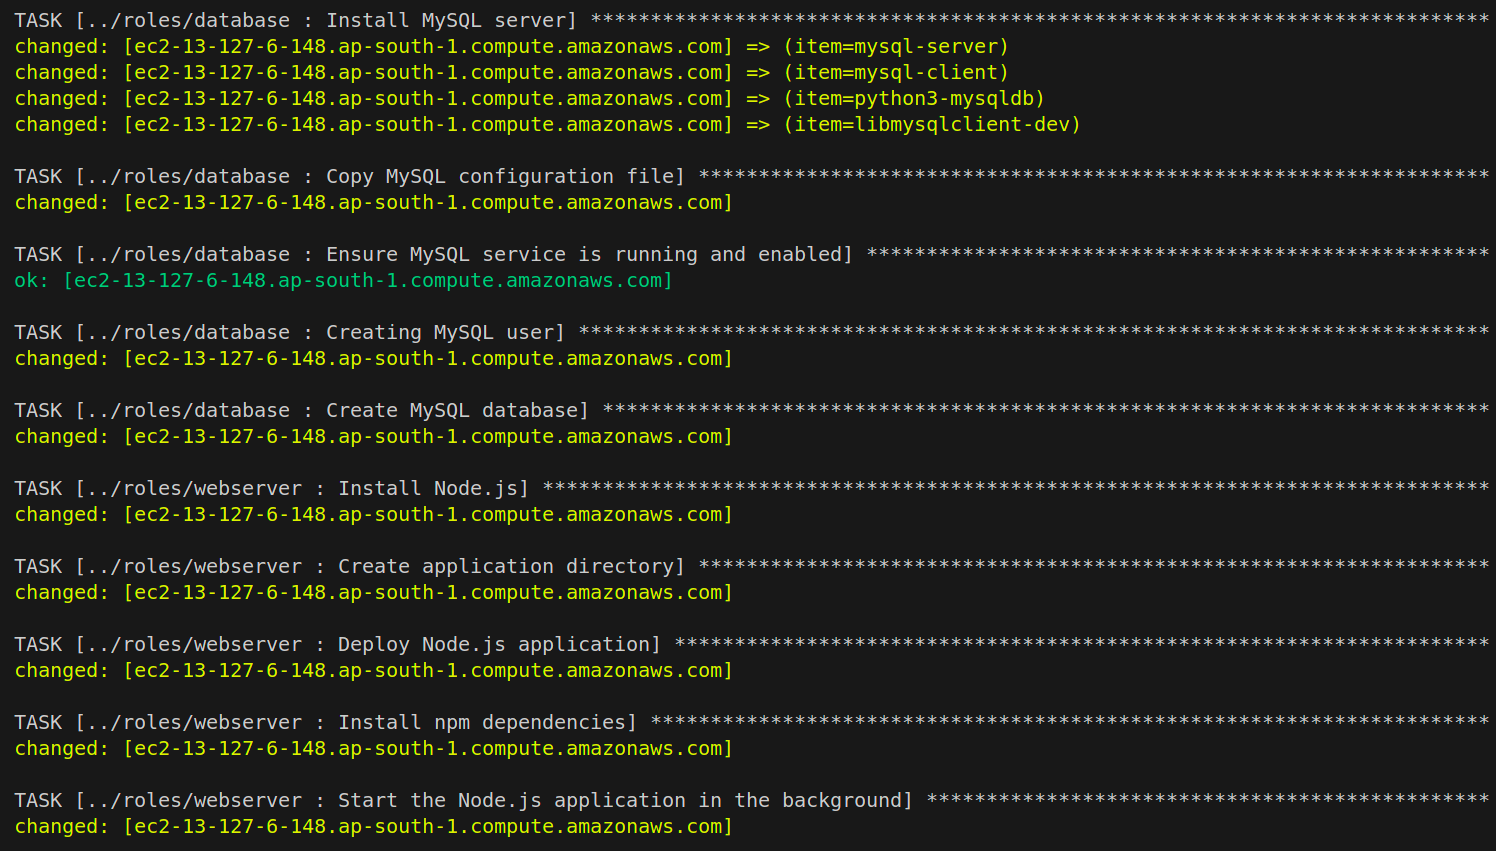 TASK [../roles/database : Install MySQL server] ***************************************************************************
changed: [ec2-13-127-6-148.ap-south-1.compute.amazonaws.com] => (item=mysql-server)
changed: [ec2-13-127-6-148.ap-south-1.compute.amazonaws.com] => (item=mysql-client)
changed: [ec2-13-127-6-148.ap-south-1.compute.amazonaws.com] => (item=python3-mysqldb)
changed: [ec2-13-127-6-148.ap-south-1.compute.amazonaws.com] => (item=libmysqlclient-dev)

TASK [../roles/database : Copy MySQL configuration file] ******************************************************************
changed: [ec2-13-127-6-148.ap-south-1.compute.amazonaws.com]

TASK [../roles/database : Ensure MySQL service is running and enabled] ****************************************************
ok: [ec2-13-127-6-148.ap-south-1.compute.amazonaws.com]

TASK [../roles/database : Creating MySQL user] ****************************************************************************
changed: [ec2-13-127-6-148.ap-south-1.compute.amazonaws.com]

TASK [../roles/database : Create MySQL database] **************************************************************************
changed: [ec2-13-127-6-148.ap-south-1.compute.amazonaws.com]

TASK [../roles/webserver : Install Node.js] *******************************************************************************
changed: [ec2-13-127-6-148.ap-south-1.compute.amazonaws.com]

TASK [../roles/webserver : Create application directory] ******************************************************************
changed: [ec2-13-127-6-148.ap-south-1.compute.amazonaws.com]

TASK [../roles/webserver : Deploy Node.js application] ********************************************************************
changed: [ec2-13-127-6-148.ap-south-1.compute.amazonaws.com]

TASK [../roles/webserver : Install npm dependencies] **********************************************************************
changed: [ec2-13-127-6-148.ap-south-1.compute.amazonaws.com]

TASK [../roles/webserver : Start the Node.js application in the background] ***********************************************
changed: [ec2-13-127-6-148.ap-south-1.compute.amazonaws.com]